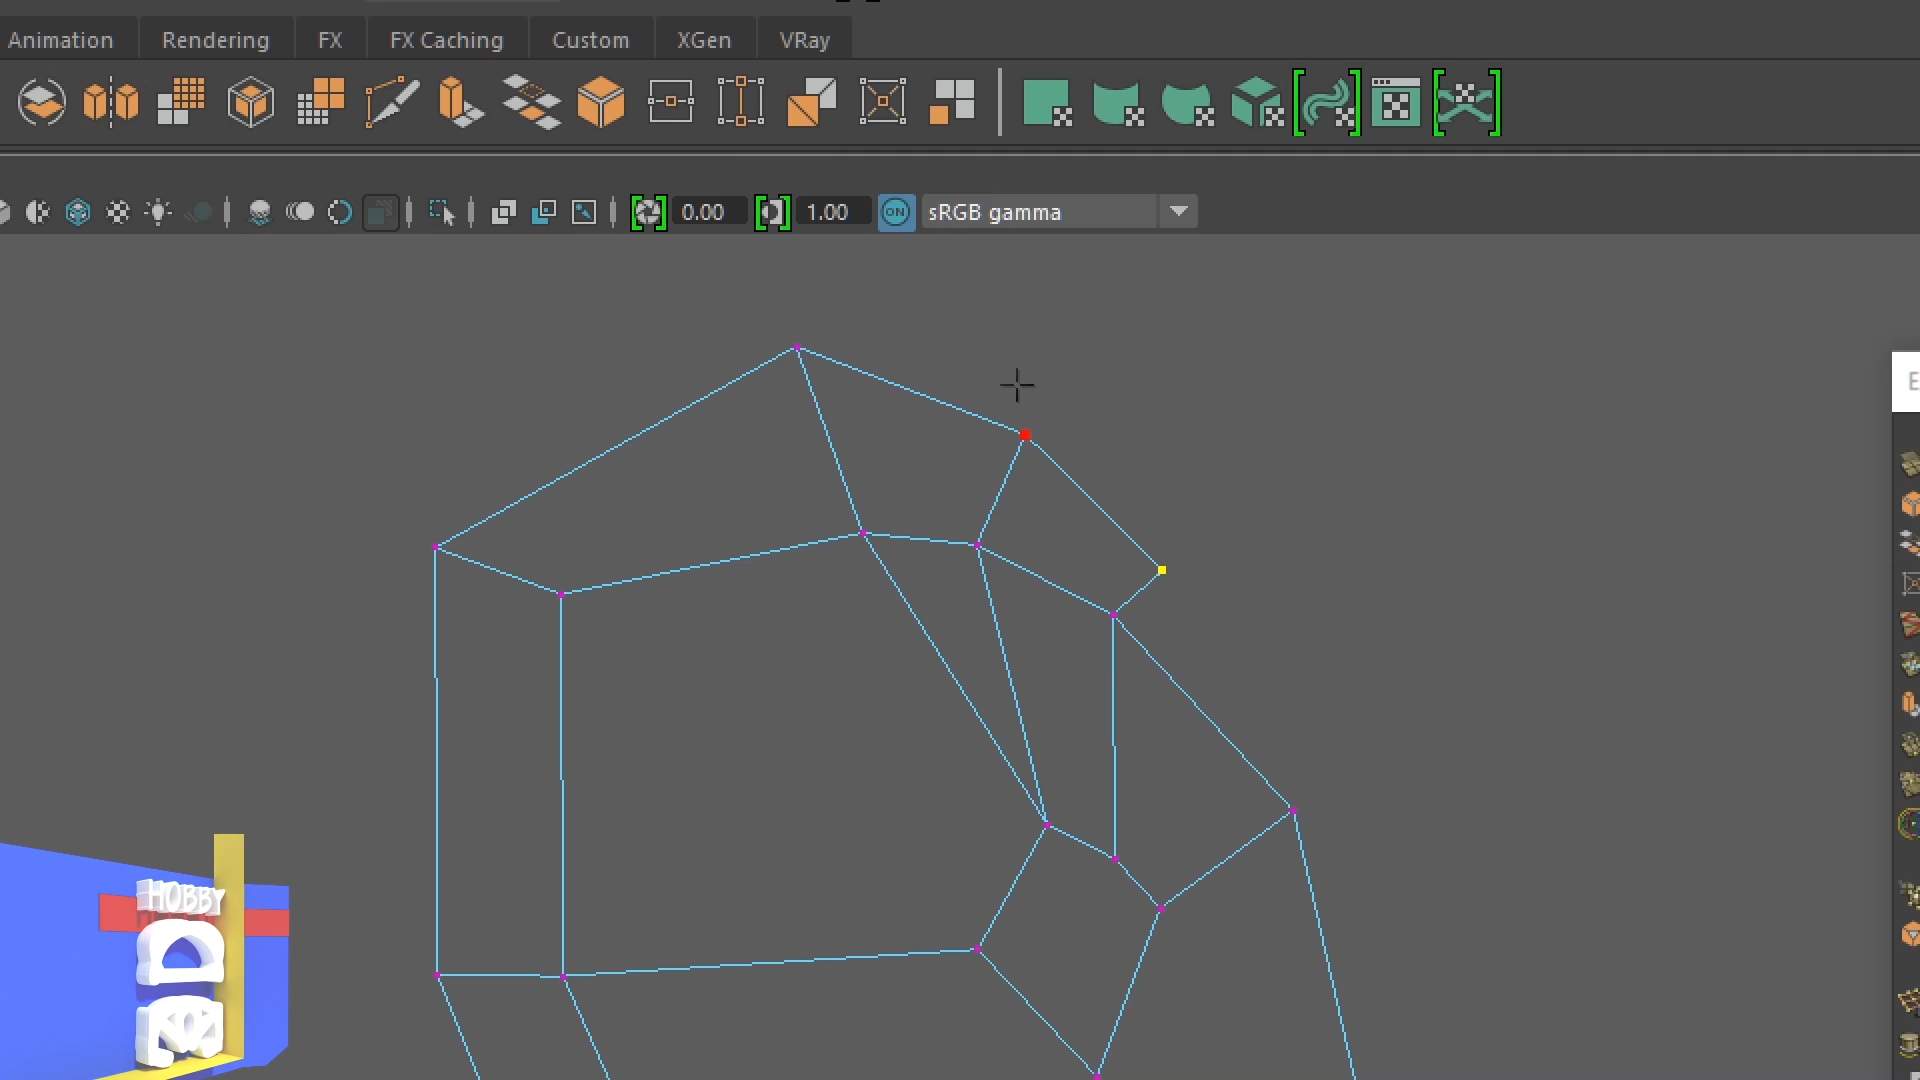 Animation Rendering FX FX Caching Custom XGen VRay
0.00 1.00 ON sRGB gamma
E
HOBBY